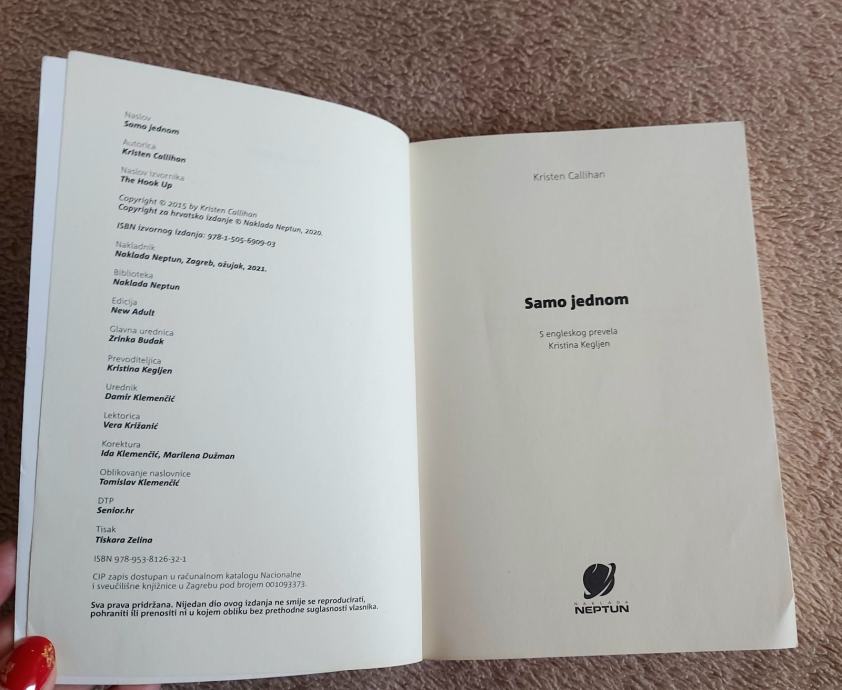 Naslov
Samo jednom
Autorica
Kristen Callihan
Naslov izvornika
The Hook Up
Copyright © 2015 by Kristen Callihan
Copyright za hrvatsko izdanje © Naklada Neptun, 2020.
ISBN izvornog izdanja: 978-1-505-6909-03
Nakladnik
Naklada Neptun, Zagreb, ožujak, 2021.
Biblioteka
Naklada Neptun
Edicija
New Adult
Glavna urednica
Zrinka Budak
Prevoditeljica
Kristina Kegljen
Urednik
Damir Klemenčić
Lektorica
Vera Križanić
Korektura
Ida Klemenčić, Marilena Dužman
Oblikovanje naslovnice
Tomislav Klemenčić
DTP
Senior.hr
Tisak
Tiskara Zelina
ISBN 978-953-8126-32-1
CIP zapis dostupan u računalnom katalogu Nacionalne
i sveučilišne knjižnice u Zagrebu pod brojem 001093373.
Sva prava pridržana. Nijedan dio ovog izdanja ne smije se reproducirati,
pohraniti ili prenositi ni u kojem obliku bez prethodne suglasnosti vlasnika.
Kristen Callihan
Samo jednom
S engleskog prevela
Kristina Kegljen
NAKLADA
NEPTUN